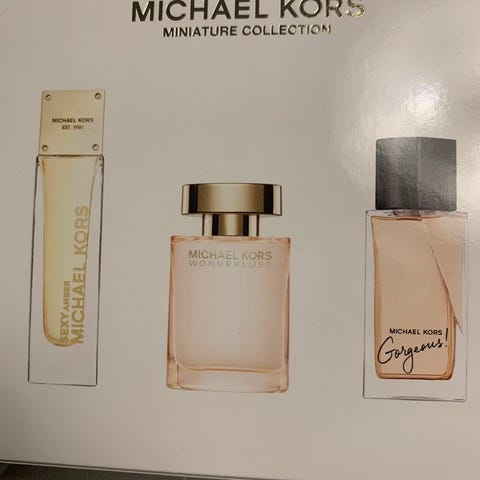 MICHAEL KORS
MINIATURE COLLECTION
MICHAEL KORS
EST. 1981
SEXY AMBER
MICHAEL KORS
MICHAEL KORS
WONDERLUST
MICHAEL KORS
Gorgeous!